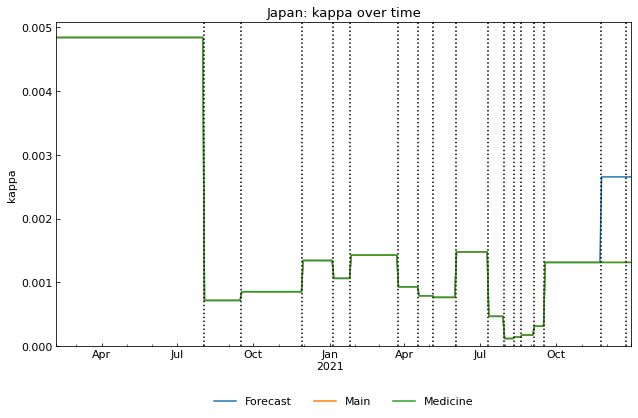 Japan: kappa over time
0.005
0.004
0.003
0.002
0.001
0.000
kappa
Apr Jul Oct Jan Apr Jul Oct
2021
Forecast Main Medicine